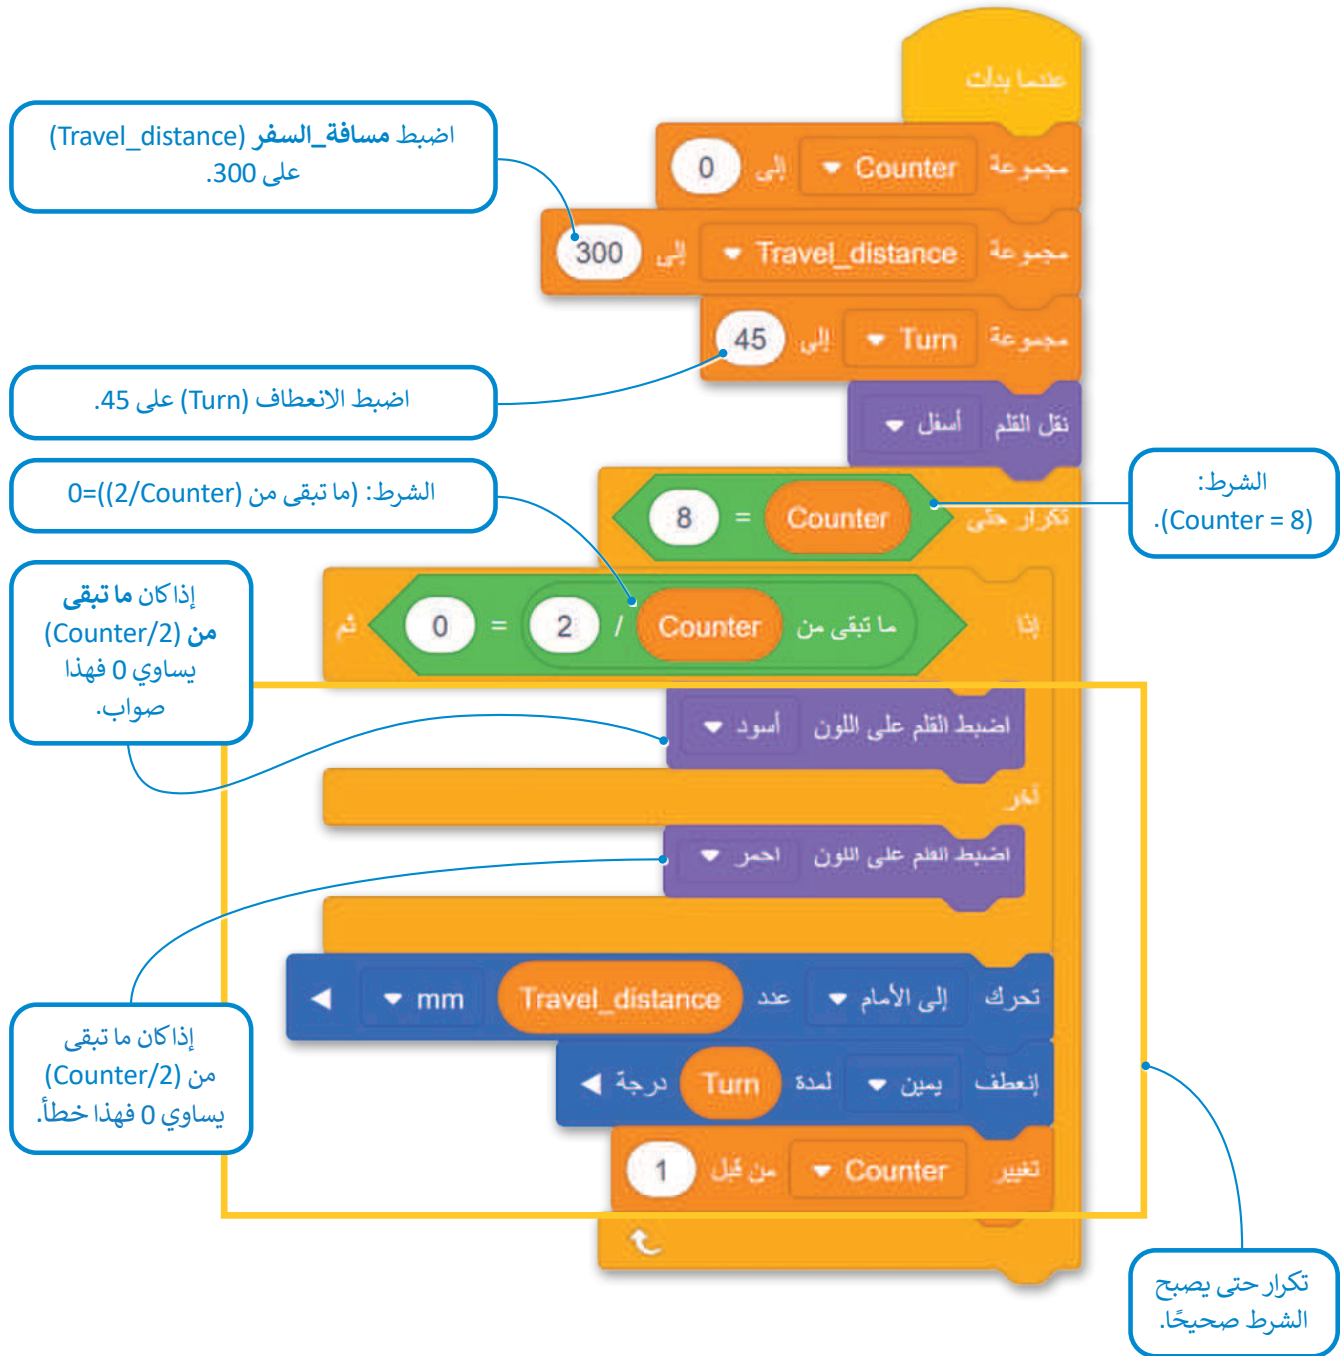 عندما بدأت
مجموعة Counter إلى 0
مجموعة Travel_distance إلى 300
مجموعة Turn إلى 45
نقل القلم أسفل
تكرار حتى Counter = 8
إذا ما تبقى من Counter / 2 = 0 ثم
اضبط القلم على اللون أسود
آخر
اضبط القلم على اللون احمر
تحرك إلى الأمام عدد Travel_distance mm
إنعطف يمين لمدة Turn درجة
تغيير Counter من قبل 1
اضبط مسافة_السفر (Travel_distance)
على 300.
اضبط الانعطاف (Turn) على 45.
الشرط: (ما تبقى من (2/Counter))=0
الشرط:
(Counter = 8).
إذا كان ما تبقى
من (Counter/2)
يساوي 0 فهذا
صواب.
إذا كان ما تبقى
من (Counter/2)
يساوي 0 فهذا خطأ.
تكرار حتى يصبح
الشرط صحيحًا.